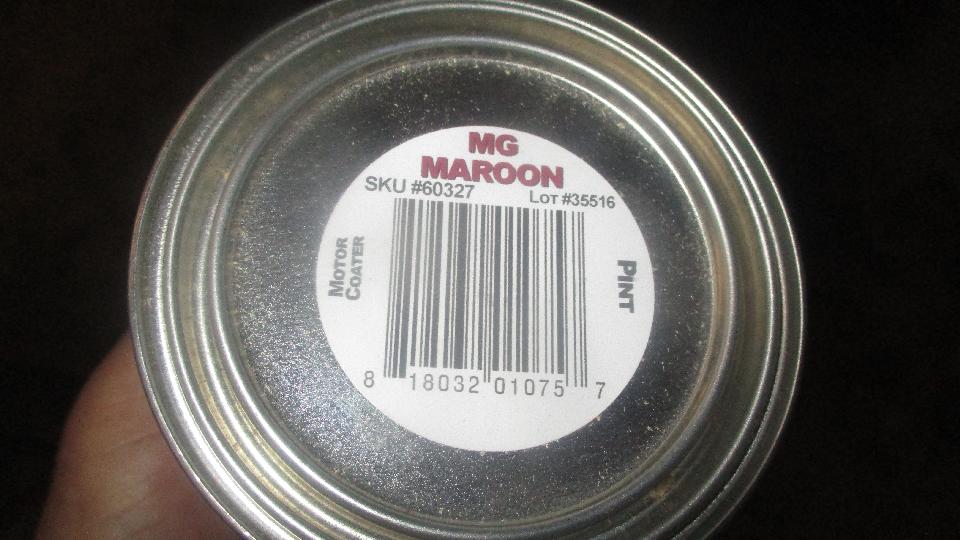 MG
MAROON
SKU #60327
LOT #35516
MOTOR
COATER
PINT
8 18032 01075 7